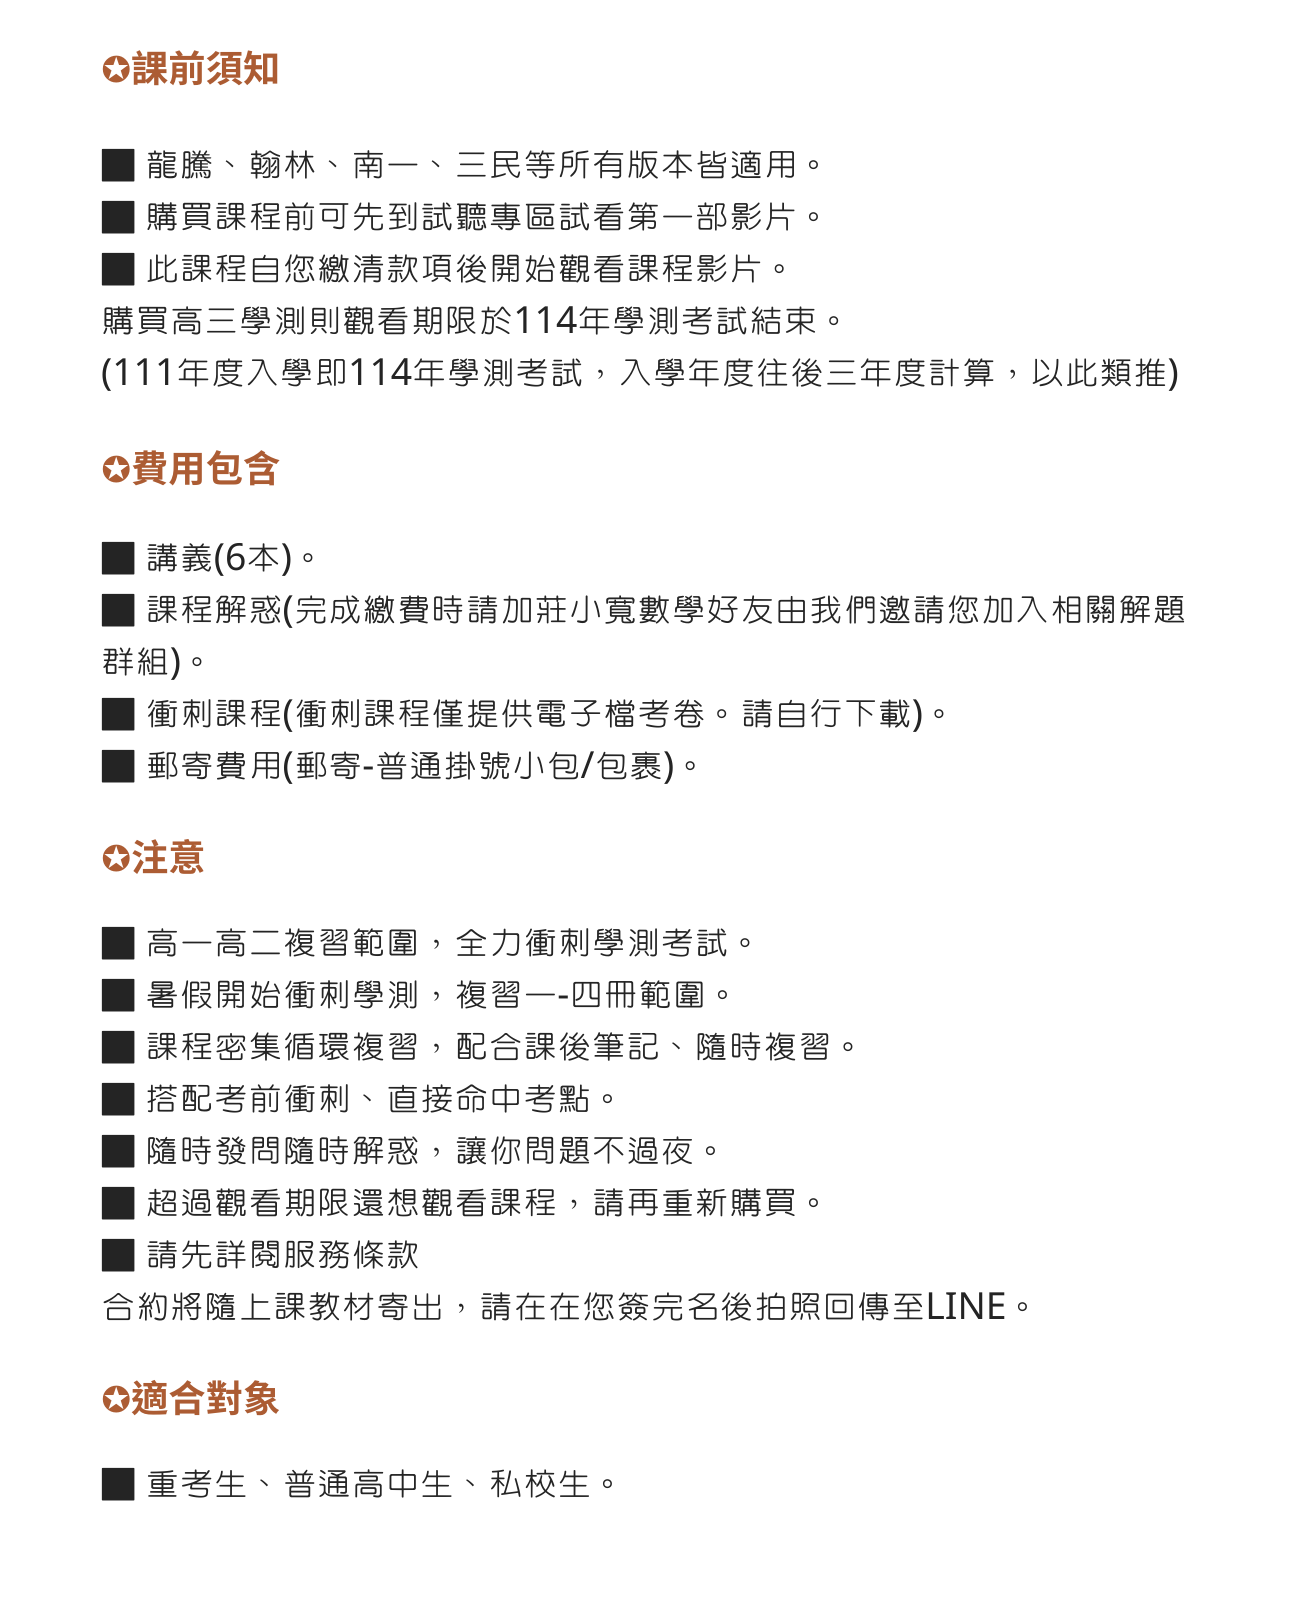 ✪課前須知
■ 龍騰、翰林、南一、三民等所有版本皆適用。
■ 購買課程前可先到試聽專區試看第一部影片。
■ 此課程自您繳清款項後開始觀看課程影片。
購買高三學測則觀看期限於114年學測考試結束。
(111年度入學即114年學測考試，入學年度往後三年度計算，以此類推)
✪費用包含
■ 講義(6本)。
■ 課程解惑(完成繳費時請加莊小寬數學好友由我們邀請您加入相關解題
群組)。
■ 衝刺課程(衝刺課程僅提供電子檔考卷。請自行下載)。
■ 郵寄費用(郵寄-普通掛號小包/包裹)。
✪注意
■ 高一高二複習範圍，全力衝刺學測考試。
■ 暑假開始衝刺學測，複習一-四冊範圍。
■ 課程密集循環複習，配合課後筆記、隨時複習。
■ 搭配考前衝刺、直接命中考點。
■ 隨時發問隨時解惑，讓你問題不過夜。
■ 超過觀看期限還想觀看課程，請再重新購買。
■ 請先詳閱服務條款
合約將隨上課教材寄出，請在在您簽完名後拍照回傳至LINE。
✪適合對象
■ 重考生、普通高中生、私校生。